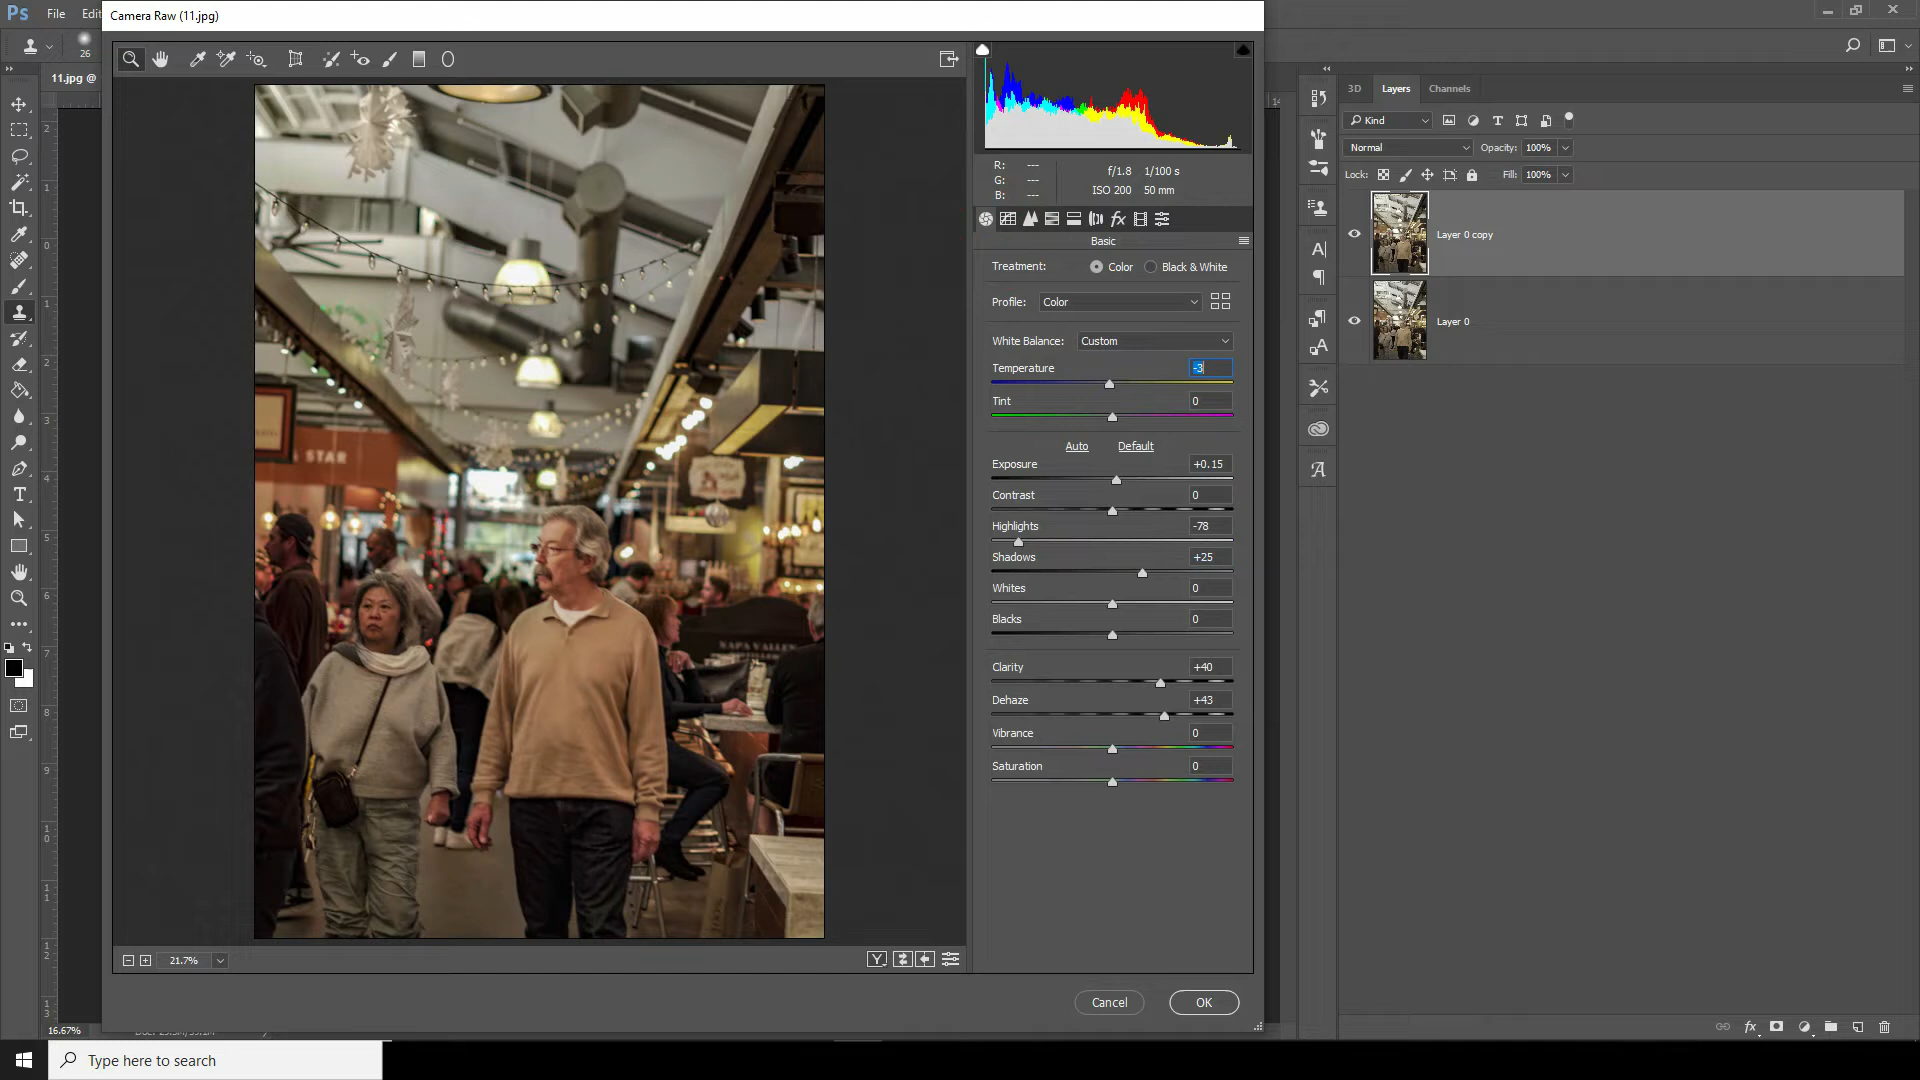 Ps File Edit
Camera Raw (11.jpg)
26
11.jpg @
R: ---
G: ---
B: ---
f/1.8 1/100 s
ISO 200 50 mm
Basic
Treatment: Color Black & White
Profile: Color
White Balance: Custom
Temperature -3
Tint 0
Auto Default
Exposure +0.15
Contrast 0
Highlights -78
Shadows +25
Whites 0
Blacks 0
Clarity +40
Dehaze +43
Vibrance 0
Saturation 0
STAR
NAPA VALLEY
21.7%
Cancel OK
3D Layers Channels
Kind
Normal Opacity: 100%
Lock: Fill: 100%
Layer 0 copy
Layer 0
fx
16.67%
Type here to search